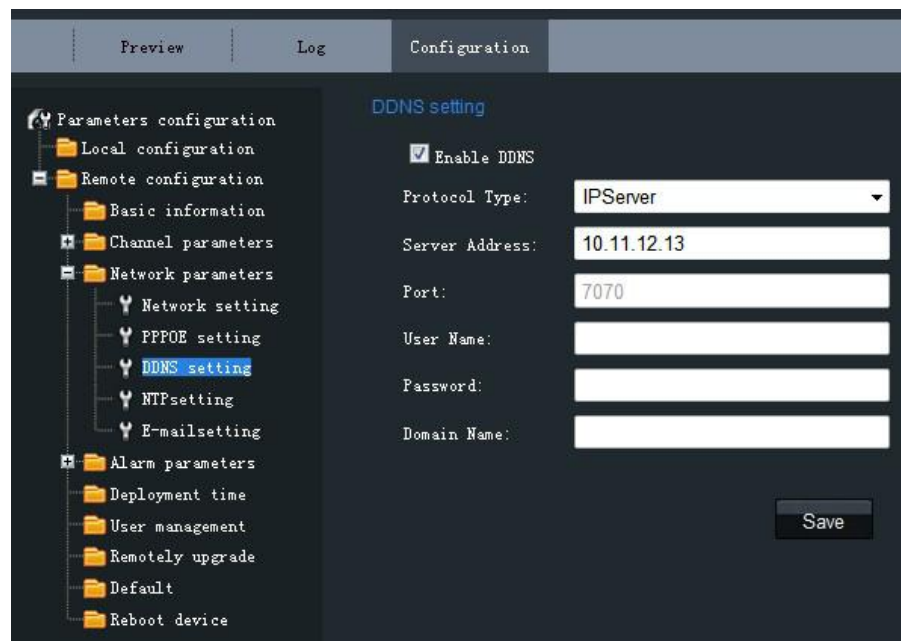 Preview Log Configuration
Parameters configuration
Local configuration
Remote configuration
Basic information
Channel parameters
Network parameters
Network setting
PPPOE setting
DDNS setting
NTPsetting
E-mailsetting
Alarm parameters
Deployment time
User management
Remotely upgrade
Default
Reboot device
DDNS setting
Enable DDNS
Protocol Type: IPServer
Server Address: 10.11.12.13
Port: 7070
User Name:
Password:
Domain Name:
Save